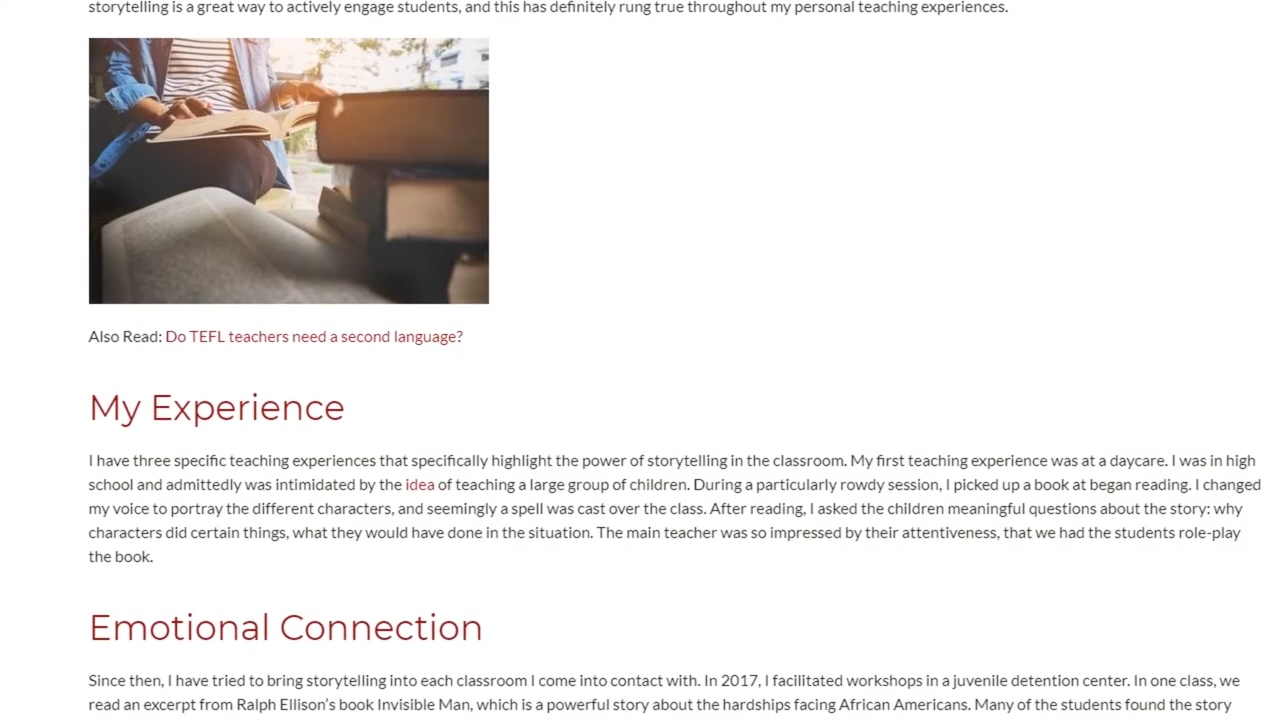 storytelling is a great way to actively engage students, and this has definitely rung true throughout my personal teaching experiences.
Also Read: Do TEFL teachers need a second language?
My Experience
I have three specific teaching experiences that specifically highlight the power of storytelling in the classroom. My first teaching experience was at a daycare. I was in high
school and admittedly was intimidated by the idea of teaching a large group of children. During a particularly rowdy session, I picked up a book at began reading. I changed
my voice to portray the different characters, and seemingly a spell was cast over the class. After reading, I asked the children meaningful questions about the story: why
characters did certain things, what they would have done in the situation. The main teacher was so impressed by their attentiveness, that we had the students role-play
the book.
Emotional Connection
Since then, I have tried to bring storytelling into each classroom I come into contact with. In 2017, I facilitated workshops in a juvenile detention center. In one class, we
read an excerpt from Ralph Ellison's book Invisible Man, which is a powerful story about the hardships facing African Americans. Many of the students found the story